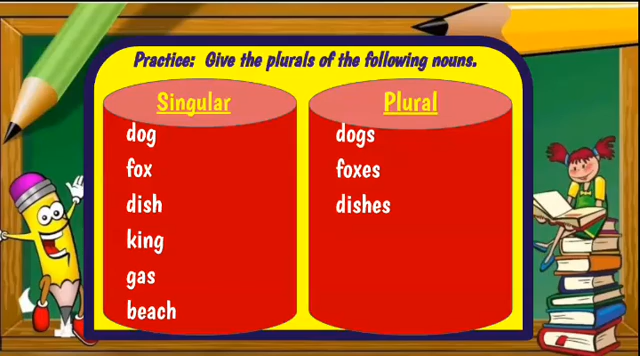 Practice: Give the plurals of the following nouns.
Singular
dog
fox
dish
king
gas
beach
Plural
dogs
foxes
dishes